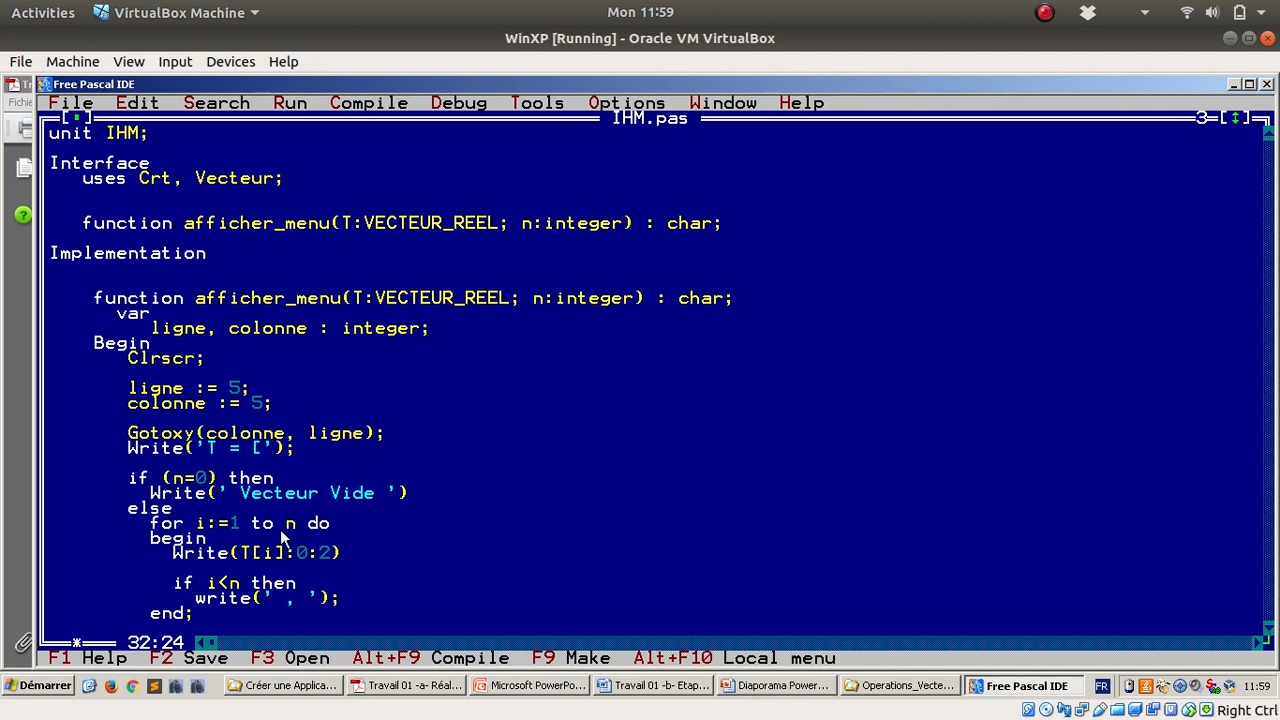 Activities VirtualBox Machine Mon 11:59
WinXP [Running] - Oracle VM VirtualBox
File Machine View Input Devices Help
Free Pascal IDE
Fichie
File Edit Search Run Compile Debug Tools Options Window Help
IHM.pas 3
unit IHM;
Interface
uses Crt, Vecteur;
function afficher_menu(T:VECTEUR_REEL; n:integer) : char;
Implementation
function afficher_menu(T:VECTEUR_REEL; n:integer) : char;
var
ligne, colonne : integer;
Begin
Clrscr;
ligne := 5;
colonne := 5;
Gotoxy(colonne, ligne);
Write('T = [');
if (n=0) then
Write(' Vecteur Vide ')
else
for i:=1 to n do
begin
Write(T[i]:0:2)
if i<n then
write(' , ');
end;
32:24
F1 Help F2 Save F3 Open Alt+F9 Compile F9 Make Alt+F10 Local menu
Démarrer Créer une Applica... Travail 01 -a- Réal... Microsoft PowerPo... Travail 01 -b- Etap... Diaporama Power... Operations_Vecte... Free Pascal IDE FR 11:59
Right Ctrl